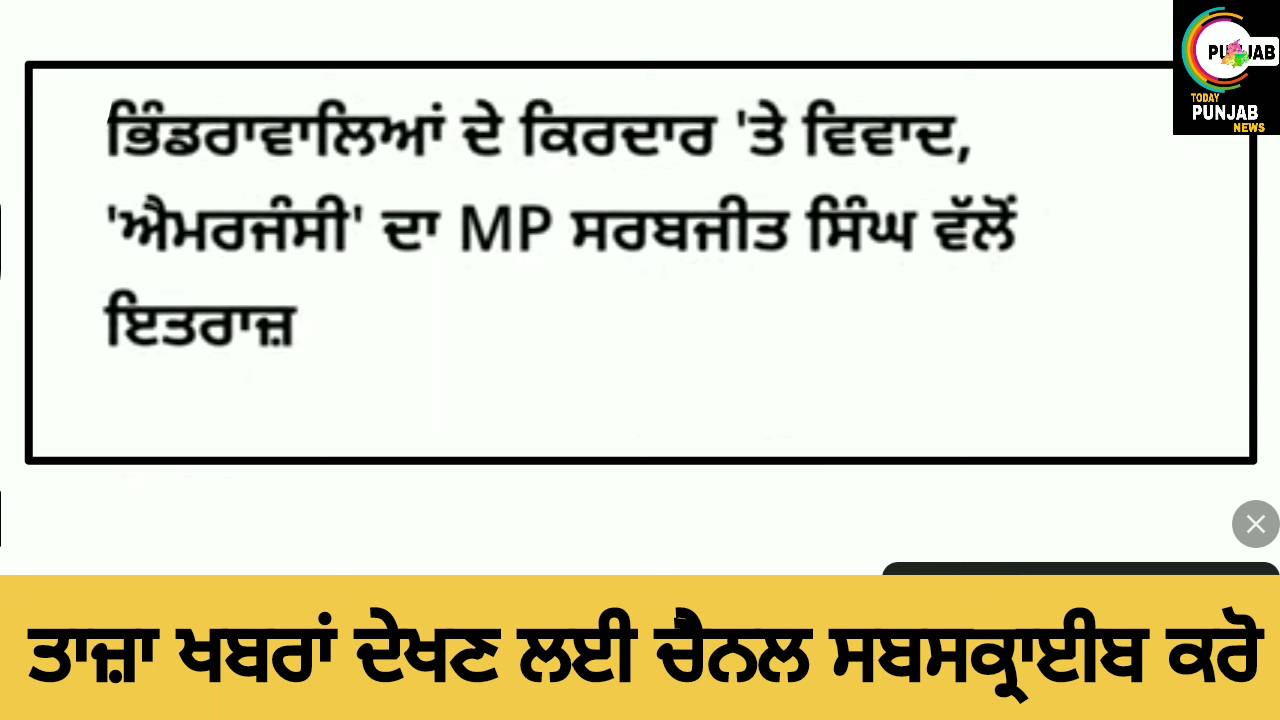 PUNJAB
TODAY
PUNJAB
NEWS
ਭਿੰਡਰਾਵਾਲਿਆਂ ਦੇ ਕਿਰਦਾਰ 'ਤੇ ਵਿਵਾਦ,
'ਐਮਰਜੰਸੀ' ਦਾ MP ਸਰਬਜੀਤ ਸਿੰਘ ਵੱਲੋਂ
ਇਤਰਾਜ਼
ਤਾਜ਼ਾ ਖਬਰਾਂ ਦੇਖਣ ਲਈ ਚੈਨਲ ਸਬਸਕ੍ਰਾਈਬ ਕਰੋ